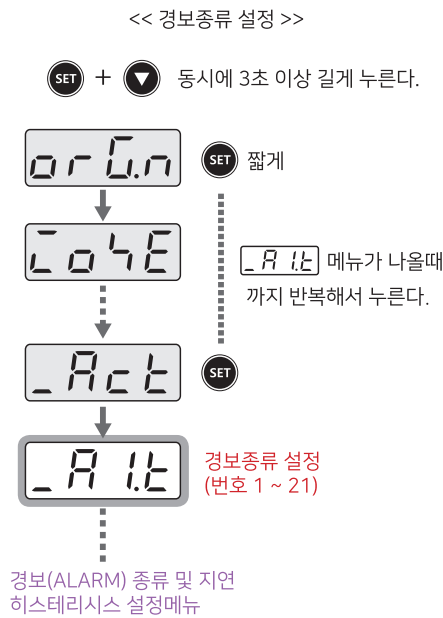 << 경보종류 설정 >>
SET + ▼ 동시에 3초 이상 길게 누른다.
orG.n SET 짧게
_A1.t 메뉴가 나올때
까지 반복해서 누른다.
_Act SET
_A1.t 경보종류 설정
(번호 1 ~ 21)
경보(ALARM) 종류 및 지연
히스테리시스 설정메뉴